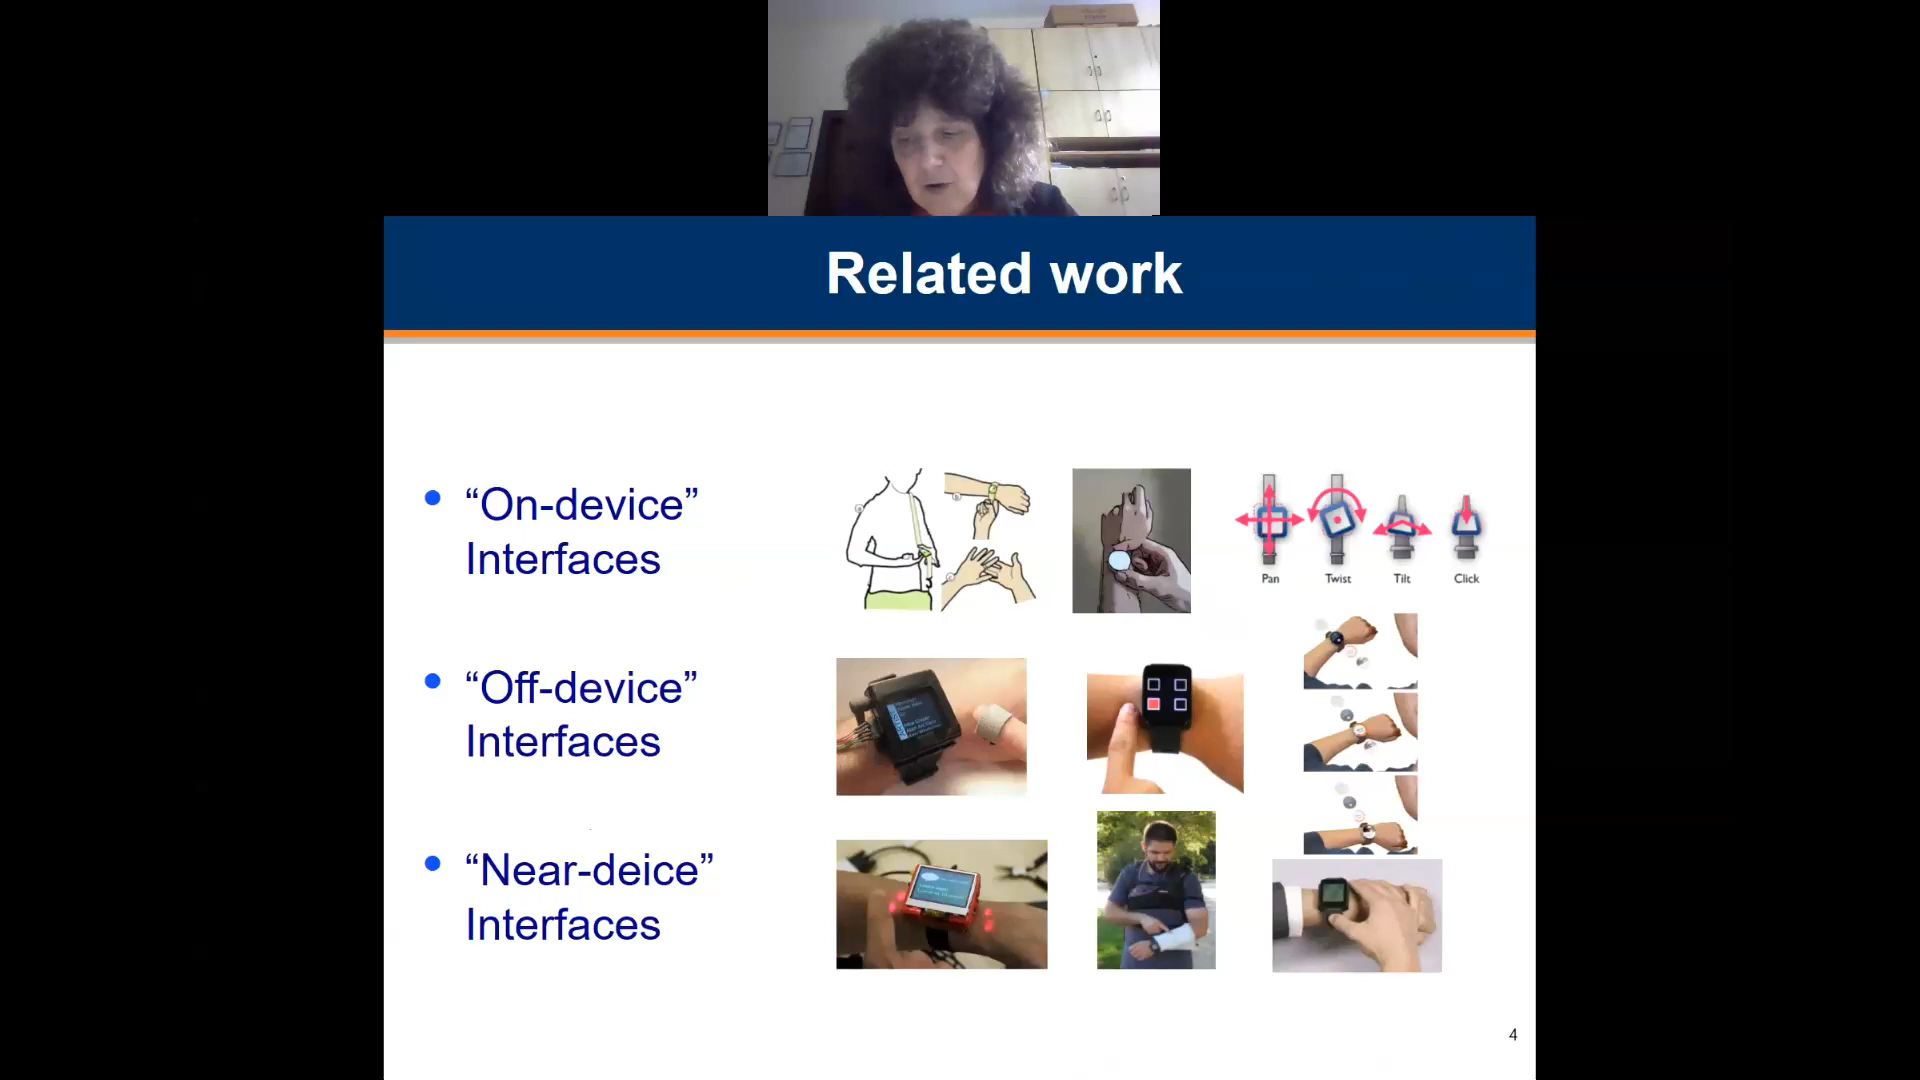 Related work
• “On-device”
Interfaces
Pan Twist Tilt Click
• “Off-device”
Interfaces
• “Near-deice”
Interfaces
4